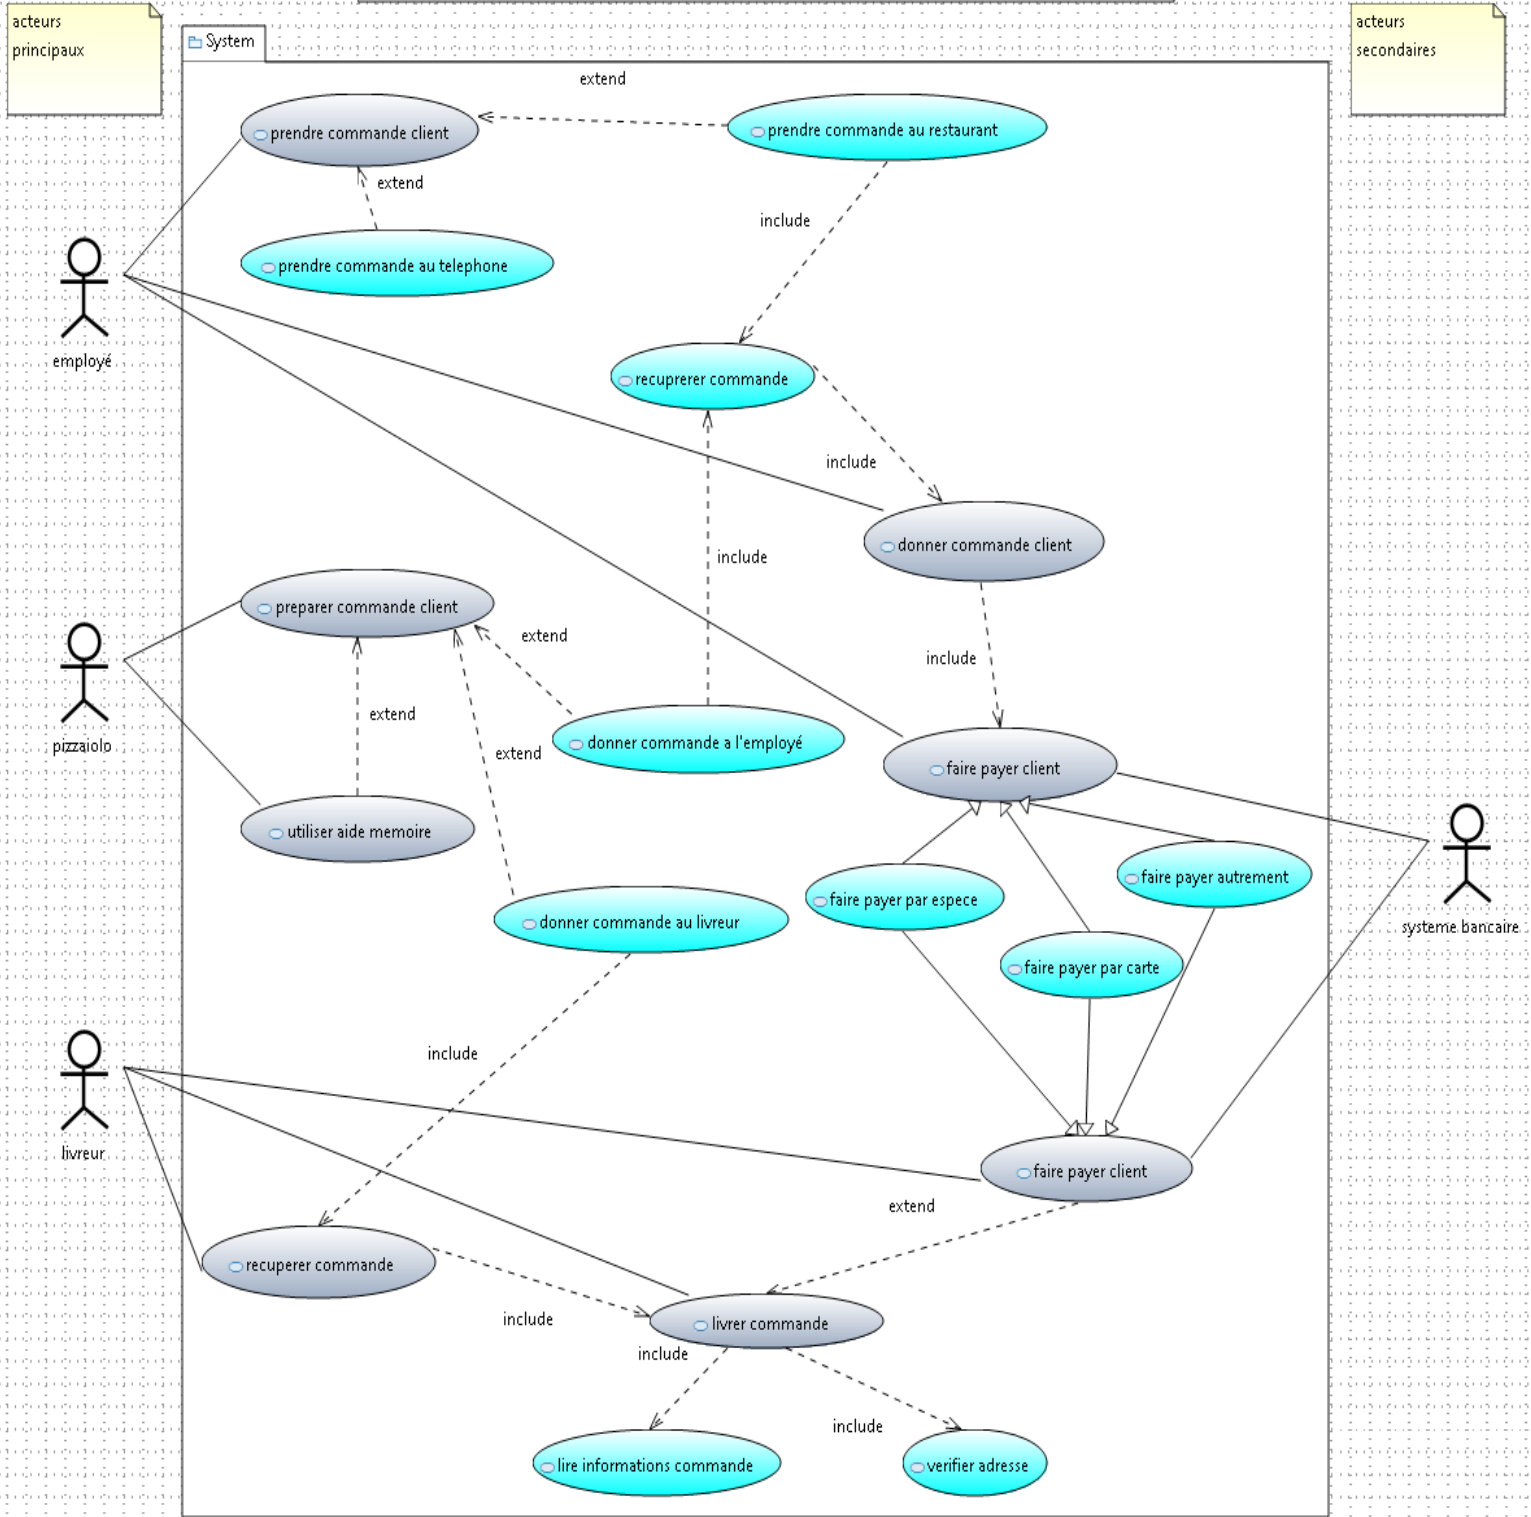 acteurs
principaux
System
acteurs
secondaires
extend
prendre commande client
prendre commande au restaurant
extend
include
prendre commande au telephone
employé
recuprerer commande
include
donner commande client
include
preparer commande client
extend
include
extend
pizzaiolo
donner commande a l'employé
extend
faire payer client
utiliser aide memoire
faire payer autrement
faire payer par espece
donner commande au livreur
systeme bancaire
faire payer par carte
include
livreur
faire payer client
extend
recuperer commande
include
livrer commande
include
include
lire informations commande
verifier adresse